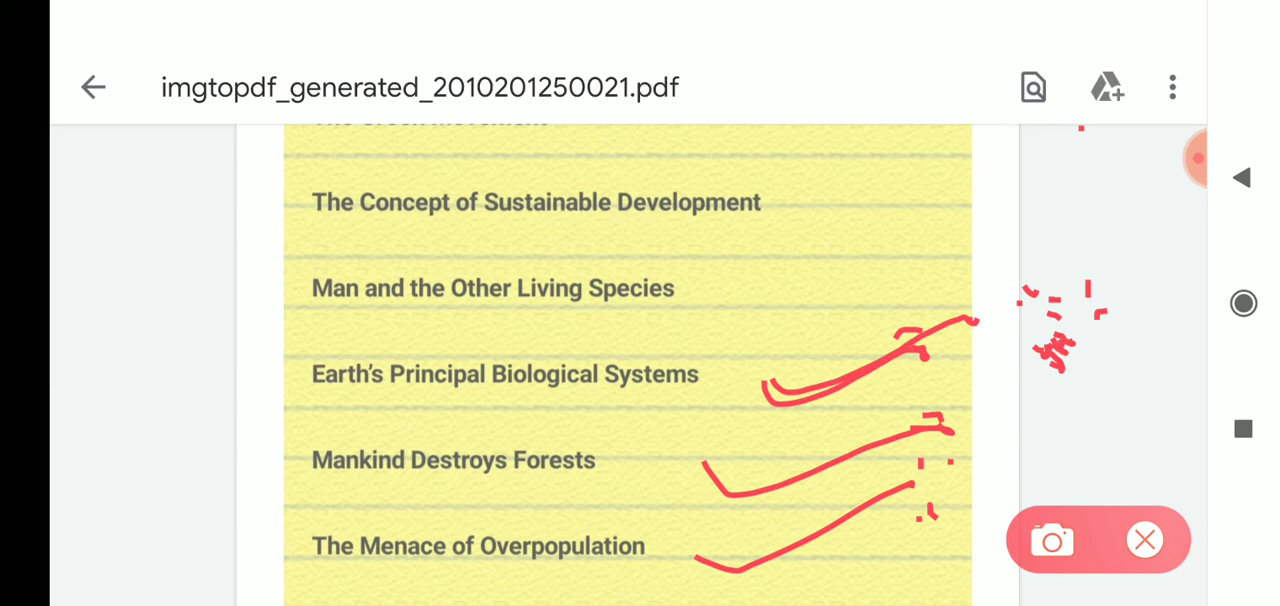 imgtopdf_generated_2010201250021.pdf
The Concept of Sustainable Development
Man and the Other Living Species
Earth's Principal Biological Systems
Mankind Destroys Forests
The Menace of Overpopulation